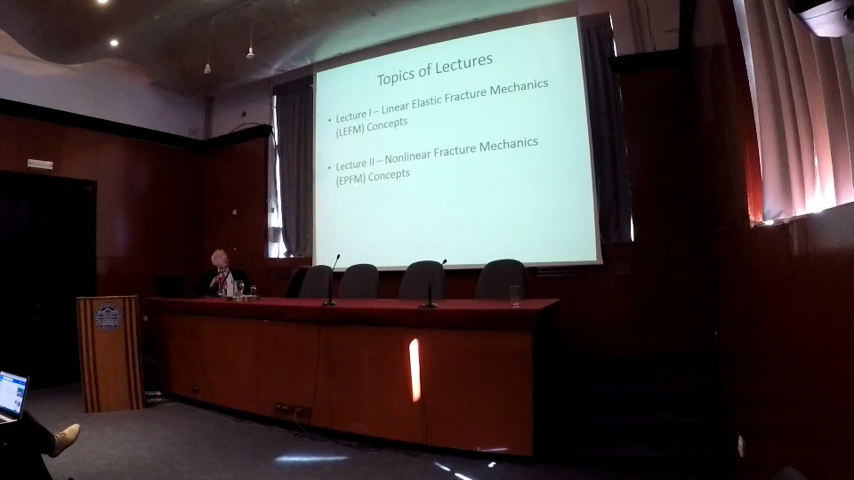 Topics of Lectures
• Lecture I – Linear Elastic Fracture Mechanics
(LEFM) Concepts
• Lecture II – Nonlinear Fracture Mechanics
(EPFM) Concepts